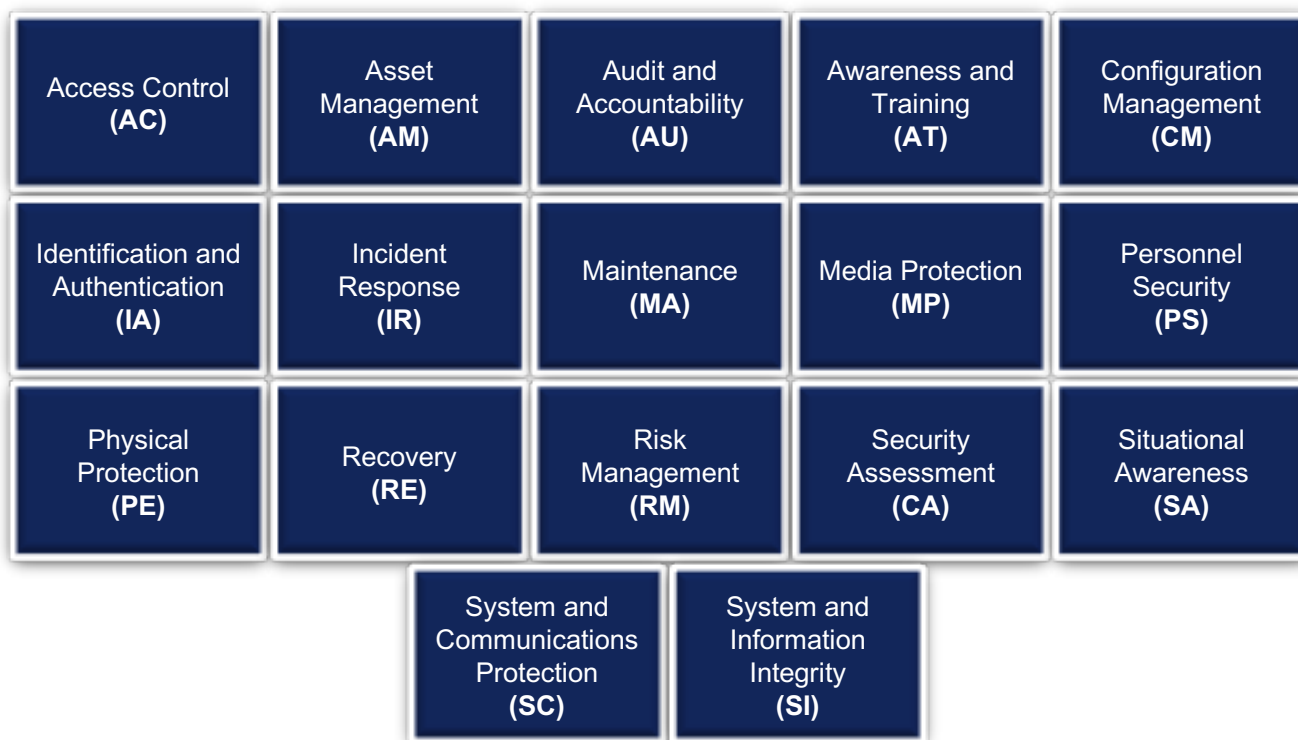 Access Control
(AC)
Asset
Management
(AM)
Audit and
Accountability
(AU)
Awareness and
Training
(AT)
Configuration
Management
(CM)
Identification and
Authentication
(IA)
Incident
Response
(IR)
Maintenance
(MA)
Media Protection
(MP)
Personnel
Security
(PS)
Physical
Protection
(PE)
Recovery
(RE)
Risk
Management
(RM)
Security
Assessment
(CA)
Situational
Awareness
(SA)
System and
Communications
Protection
(SC)
System and
Information
Integrity
(SI)